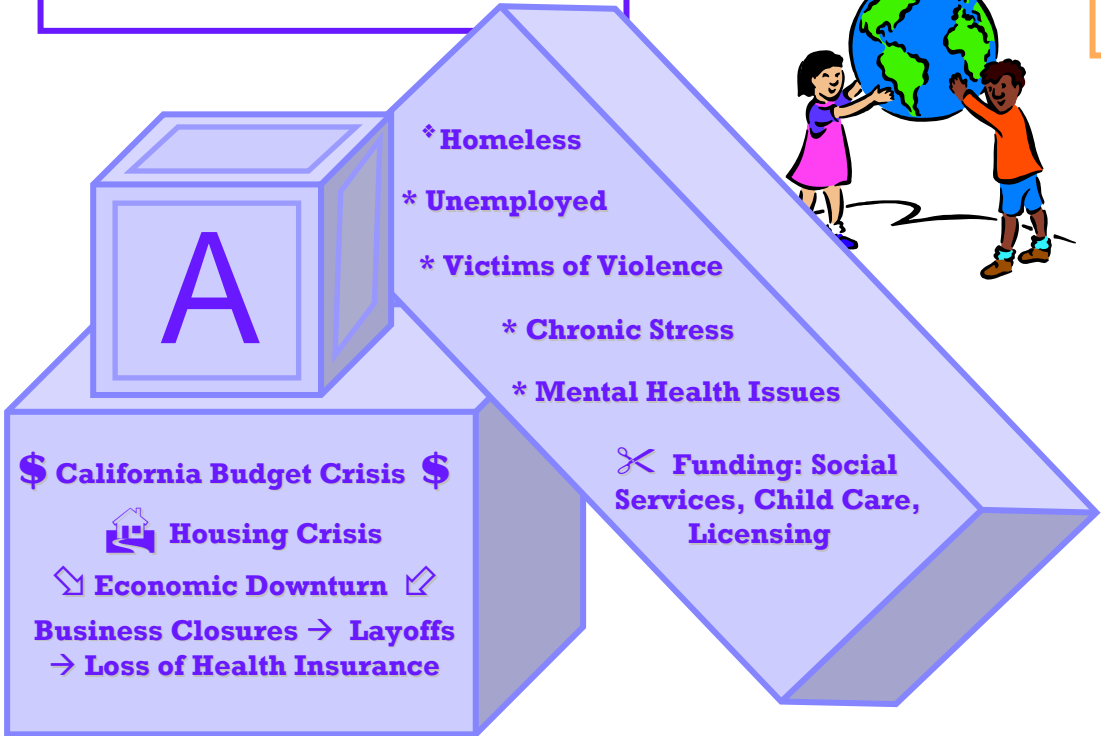 ❖Homeless
* Unemployed
* Victims of Violence
* Chronic Stress
* Mental Health Issues
✂ Funding: Social
Services, Child Care,
Licensing
A
$ California Budget Crisis $
Housing Crisis
Economic Downturn
Business Closures → Layoffs
→ Loss of Health Insurance